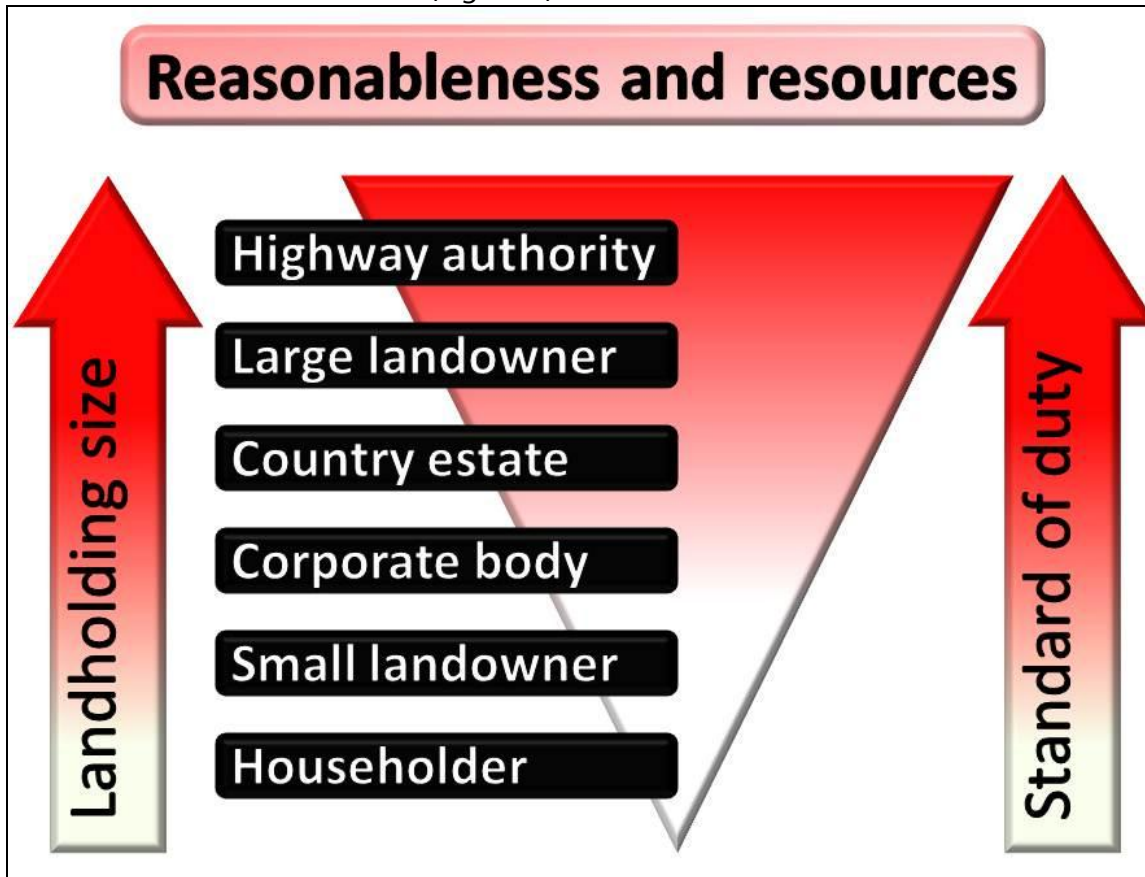 Reasonableness and resources
Highway authority
Large landowner
Country estate
Corporate body
Small landowner
Householder
Landholding size
Standard of duty